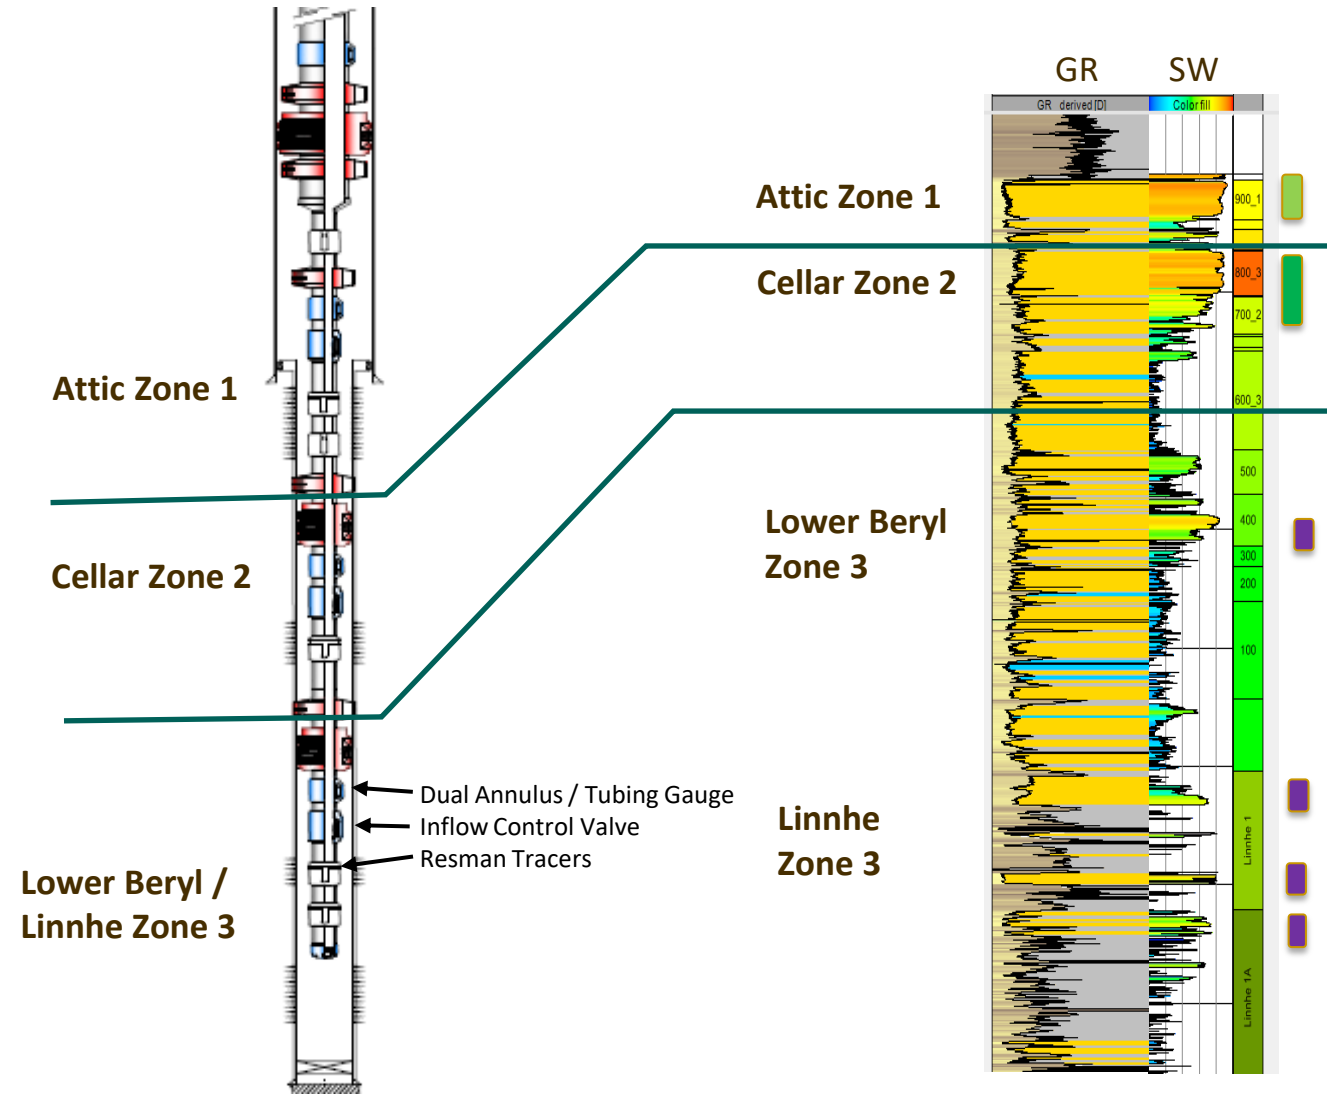 GR
SW
GR_derived [D]
Color fill
Attic Zone 1
900_1
Cellar Zone 2
800_3
700_2
Attic Zone 1
600_3
500
Lower Beryl
Zone 3
400
300
Cellar Zone 2
200
100
Dual Annulus / Tubing Gauge
Inflow Control Valve
Resman Tracers
Linnhe
Zone 3
Linnhe 1
Lower Beryl /
Linnhe Zone 3
Linnhe 1A